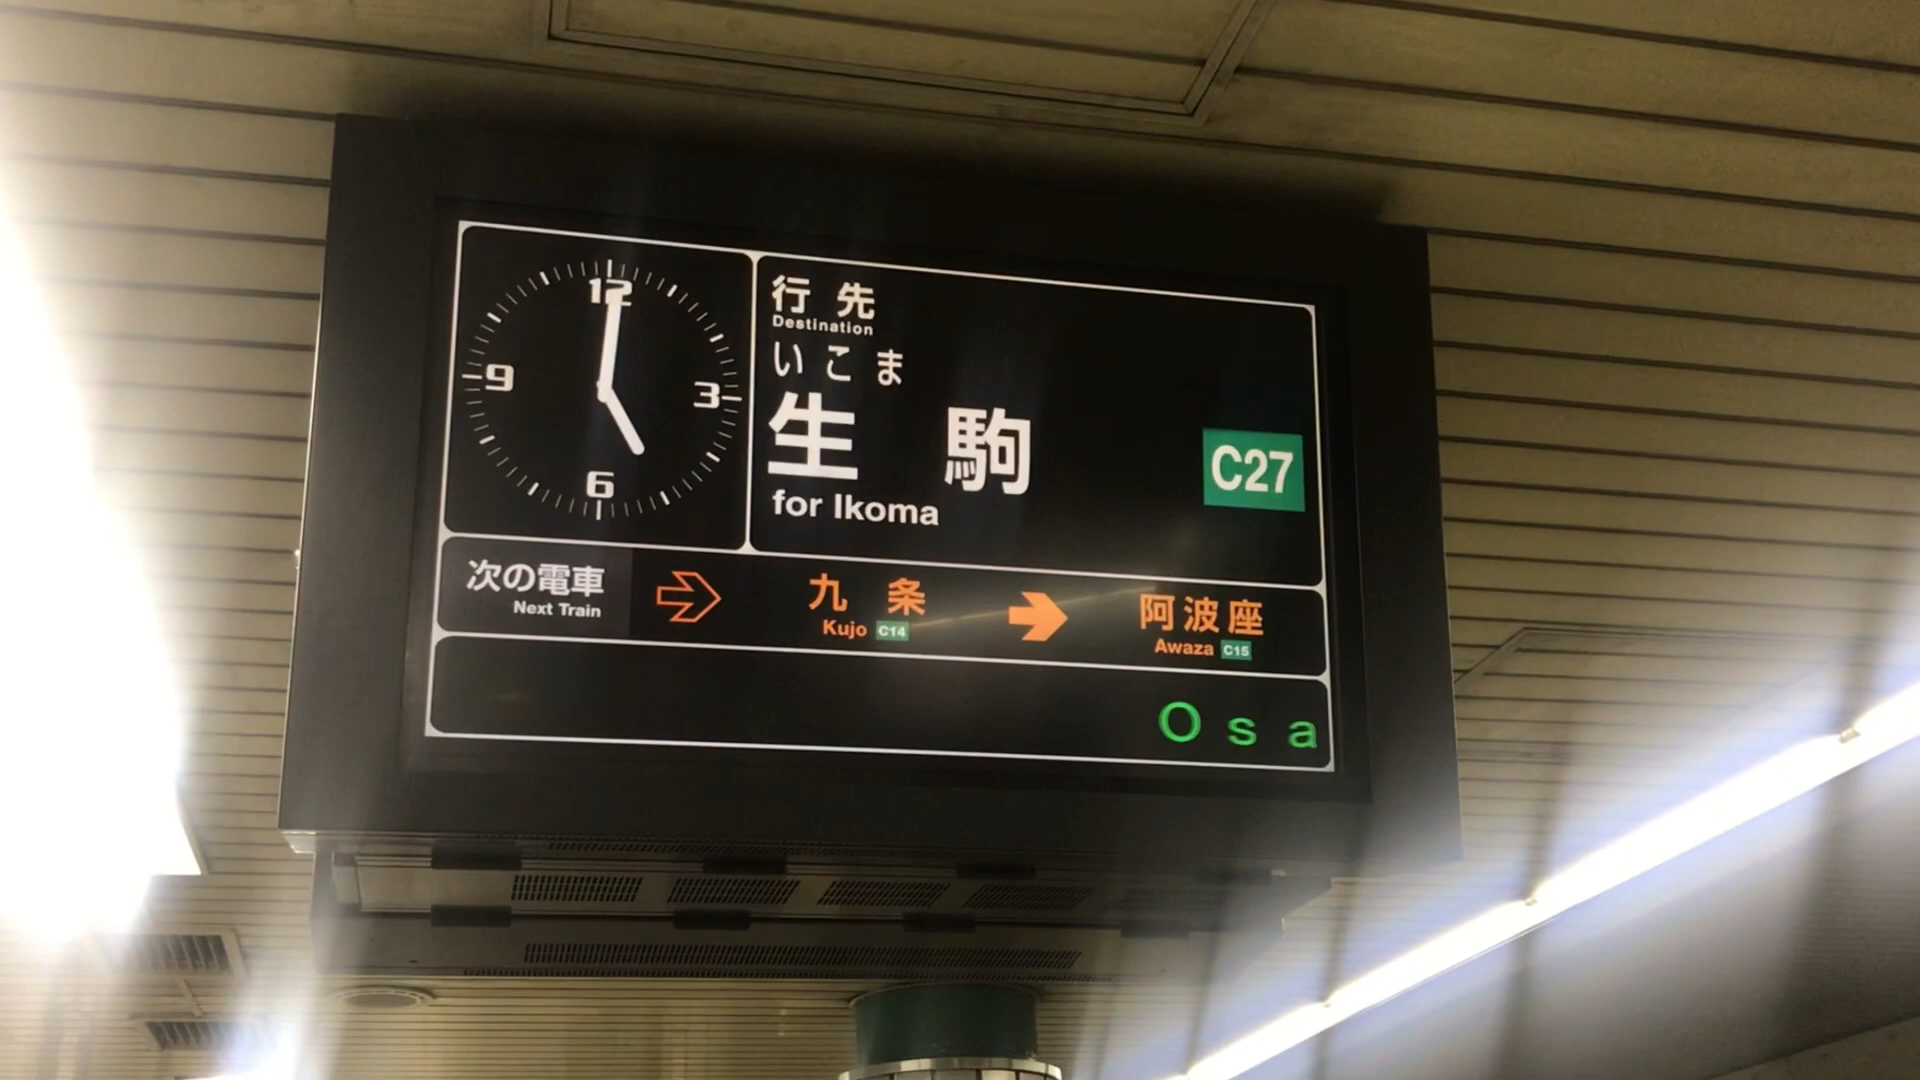 12
3
6
9
行先
Destination
いこま
生駒
for Ikoma
C27
次の電車
Next Train
九条
Kujo C14
阿波座
Awaza C15
Osa